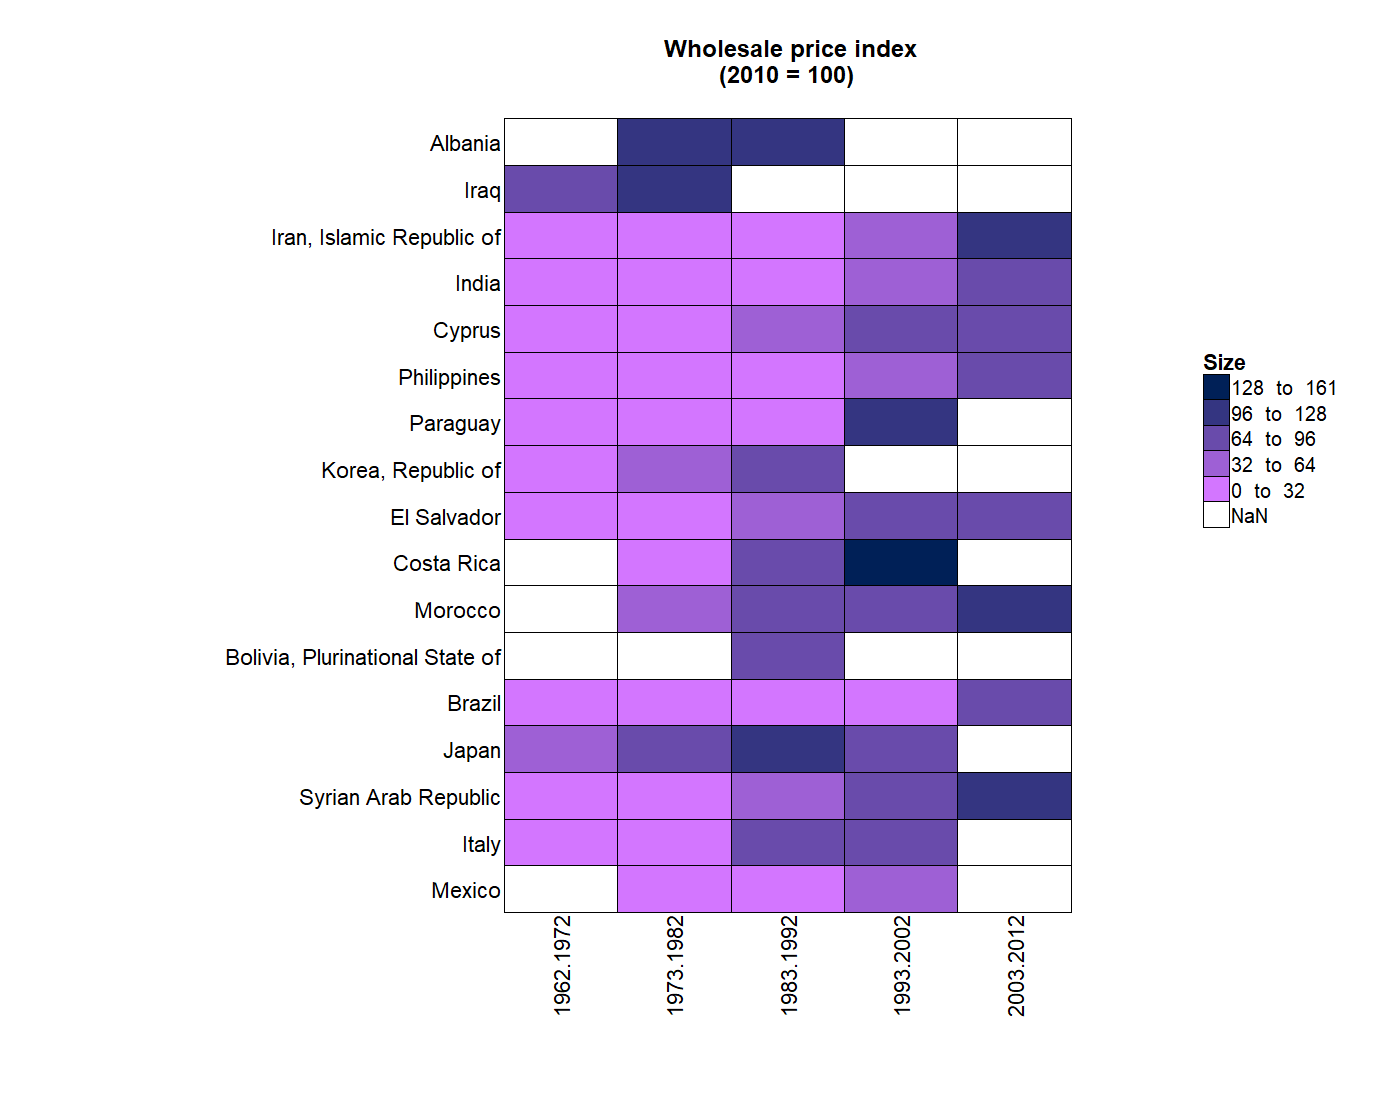 Wholesale price index
(2010 = 100)
Albania
Iraq
Iran, Islamic Republic of
India
Cyprus
Philippines
Paraguay
Korea, Republic of
El Salvador
Costa Rica
Morocco
Bolivia, Plurinational State of
Brazil
Japan
Syrian Arab Republic
Italy
Mexico
1962.1972
1973.1982
1983.1992
1993.2002
2003.2012
Size
128 to 161
96 to 128
64 to 96
32 to 64
0 to 32
NaN